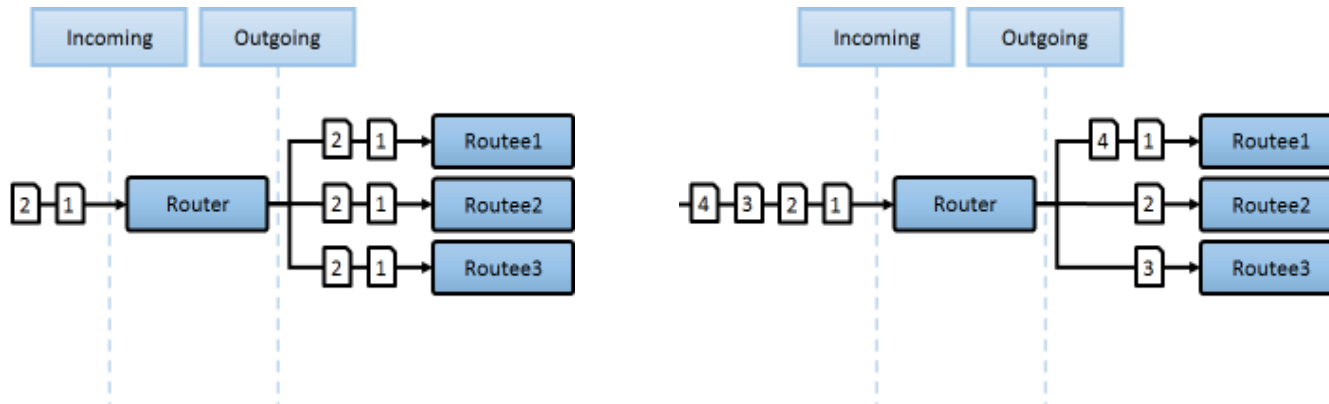 Incoming Outgoing
2 1 Routee1
2 1 Router 2 1 Routee2
2 1 Routee3
Incoming Outgoing
4 1 Routee1
4 3 2 1 Router 2 Routee2
3 Routee3